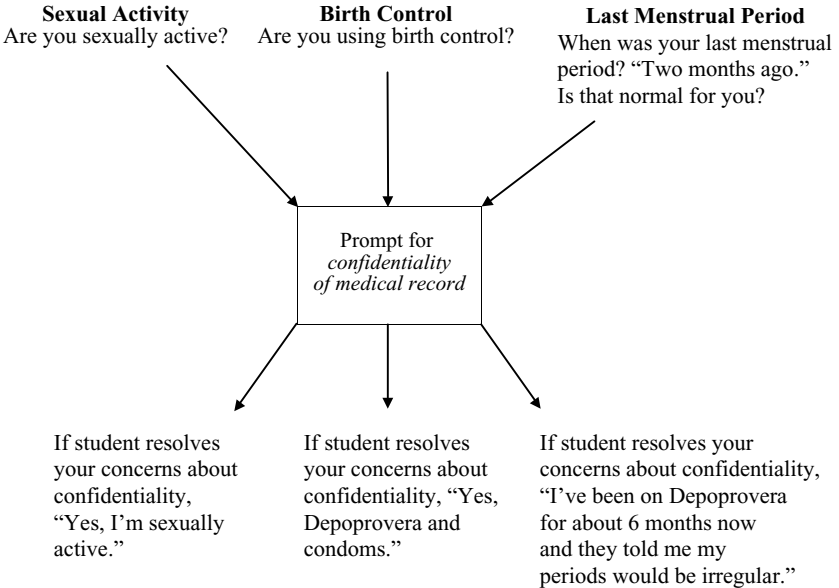 Sexual Activity
Are you sexually active?
Birth Control
Are you using birth control?
Last Menstrual Period
When was your last menstrual
period? “Two months ago.”
Is that normal for you?
Prompt for
confidentiality
of medical record
If student resolves
your concerns about
confidentiality,
“Yes, I’m sexually
active.”
If student resolves
your concerns about
confidentiality, “Yes,
Depoprovera and
condoms.”
If student resolves your
concerns about confidentiality,
“I’ve been on Depoprovera
for about 6 months now
and they told me my
periods would be irregular.”